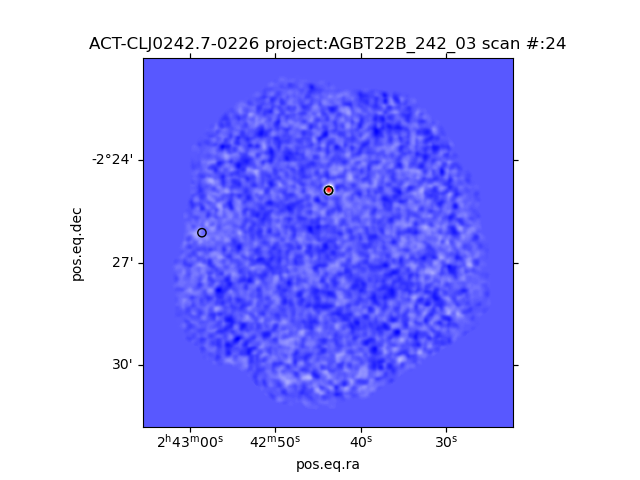 ACT-CLJ0242.7-0226 project:AGBT22B_242_03 scan #:24
-2°24'
27'
30'
pos.eq.dec
2ʰ43ᵐ00ˢ 42ᵐ50ˢ 40ˢ 30ˢ
pos.eq.ra